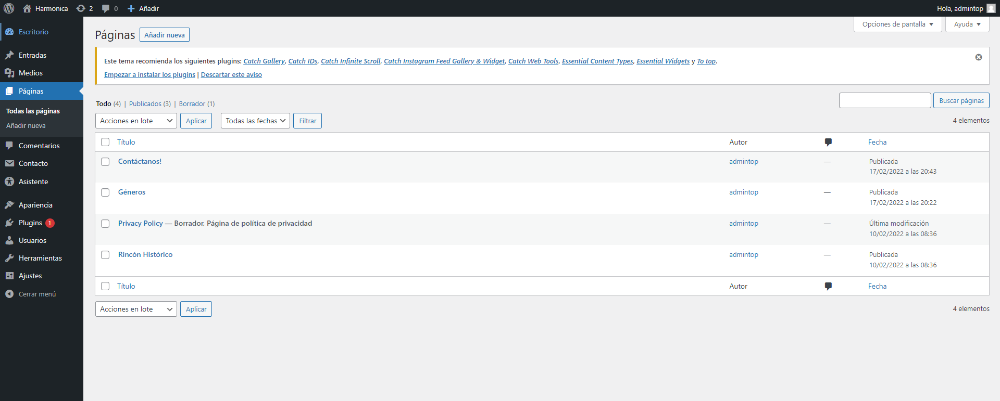 Harmonica 2 0 Añadir Hola, admintop
Escritorio
Entradas
Medios
Páginas
Todas las páginas
Añadir nueva
Comentarios
Contacto
Asistente
Apariencia
Plugins 1
Usuarios
Herramientas
Ajustes
Cerrar menú
Opciones de pantalla Ayuda
Páginas Añadir nueva
Este tema recomienda los siguientes plugins: Catch Gallery, Catch IDs, Catch Infinite Scroll, Catch Instagram Feed Gallery & Widget, Catch Web Tools, Essential Content Types, Essential Widgets y To top.
Empezar a instalar los plugins | Descartar este aviso
Todo (4) | Publicados (3) | Borrador (1)
Buscar páginas
Acciones en lote Aplicar Todas las fechas Filtrar 4 elementos
Título Autor Fecha
Contáctanos! admintop — Publicada
17/02/2022 a las 20:43
Géneros admintop — Publicada
17/02/2022 a las 20:22
Privacy Policy — Borrador, Página de política de privacidad admintop — Última modificación
10/02/2022 a las 08:36
Rincón Histórico admintop — Publicada
10/02/2022 a las 08:36
Título Autor Fecha
Acciones en lote Aplicar 4 elementos